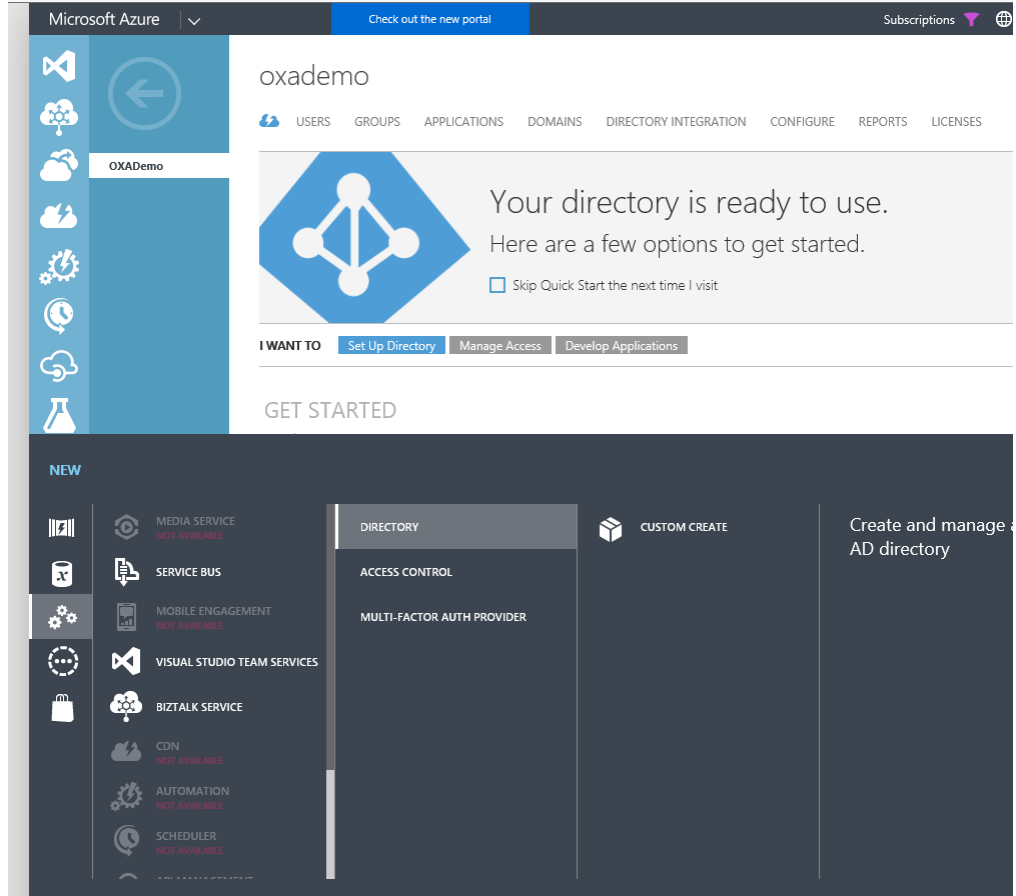 Microsoft Azure
Check out the new portal
Subscriptions
OXADemo
oxademo
USERS GROUPS APPLICATIONS DOMAINS DIRECTORY INTEGRATION CONFIGURE REPORTS LICENSES
Your directory is ready to use.
Here are a few options to get started.
Skip Quick Start the next time I visit
I WANT TO Set Up Directory Manage Access Develop Applications
GET STARTED
NEW
MEDIA SERVICE
NOT AVAILABLE
SERVICE BUS
MOBILE ENGAGEMENT
NOT AVAILABLE
VISUAL STUDIO TEAM SERVICES
BIZTALK SERVICE
CDN
NOT AVAILABLE
AUTOMATION
NOT AVAILABLE
SCHEDULER
NOT AVAILABLE
DIRECTORY
ACCESS CONTROL
MULTI-FACTOR AUTH PROVIDER
CUSTOM CREATE
Create and manage a
AD directory